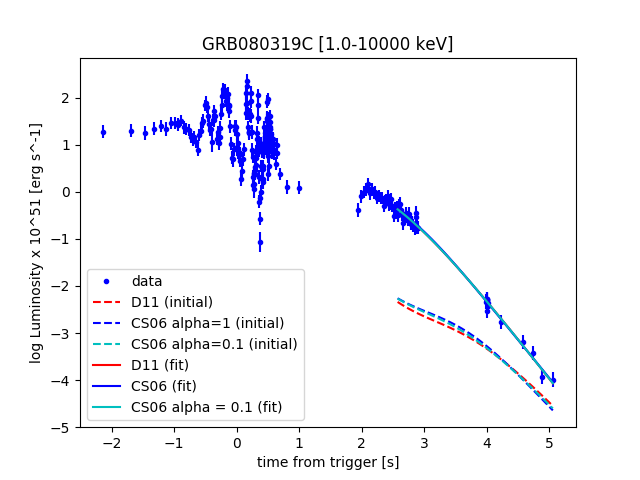 GRB080319C [1.0-10000 keV]
log Luminosity x 10^51 [erg s^-1]
2
1
0
−1
−2
−3
−4
−5
data
D11 (initial)
CS06 alpha=1 (initial)
CS06 alpha=0.1 (initial)
D11 (fit)
CS06 (fit)
CS06 alpha = 0.1 (fit)
−2 −1 0 1 2 3 4 5
time from trigger [s]